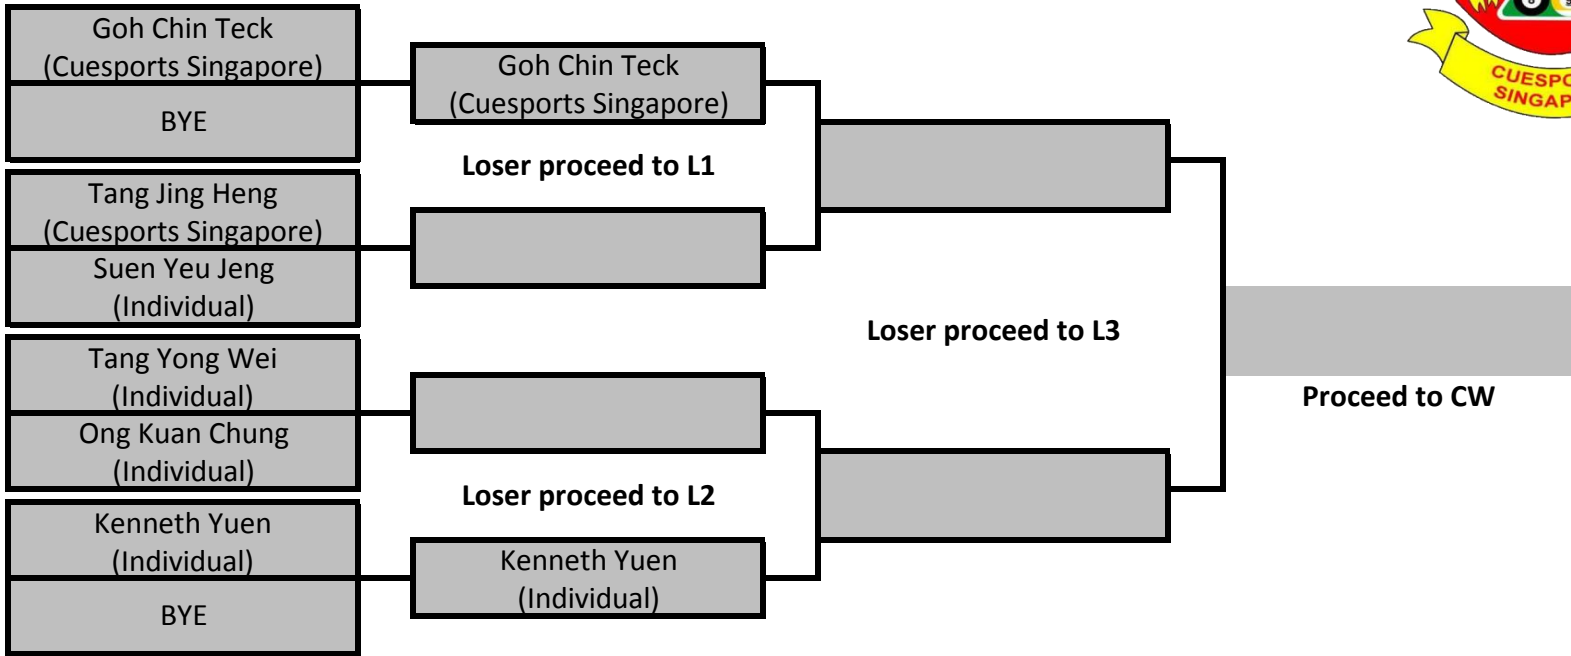 Goh Chin Teck
(Cuesports Singapore)
BYE
Tang Jing Heng
(Cuesports Singapore)
Suen Yeu Jeng
(Individual)
Tang Yong Wei
(Individual)
Ong Kuan Chung
(Individual)
Kenneth Yuen
(Individual)
BYE
Goh Chin Teck
(Cuesports Singapore)
Loser proceed to L1
Loser proceed to L2
Kenneth Yuen
(Individual)
Loser proceed to L3
Proceed to CW
8